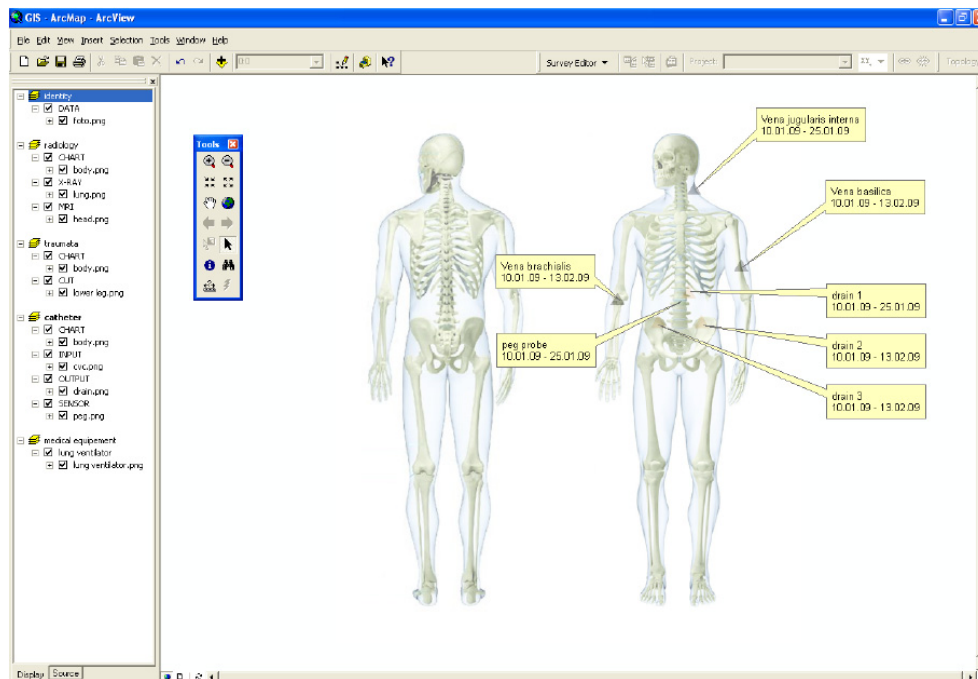 GIS - ArcMap - ArcView
File Edit View Insert Selection Tools Window Help
Survey Editor
Project:
Topology
identity
DATA
foto.png
radiology
CHART
body.png
X-RAY
lung.png
MRI
head.png
traumata
CHART
body.png
CUT
lower leg.png
catheter
CHART
body.png
INPUT
cvc.png
OUTPUT
drain.png
SENSOR
peg.png
medical equipement
lung ventilator
lung ventilator.png
Display Source
Tools
Vena jugularis interna
10.01.09 - 25.01.09
Vena basilica
10.01.09 - 13.02.09
Vena brachialis
10.01.09 - 13.02.09
drain 1
10.01.09 - 25.01.09
peg probe
10.01.09 - 25.01.09
drain 2
10.01.09 - 13.02.09
drain 3
10.01.09 - 13.02.09